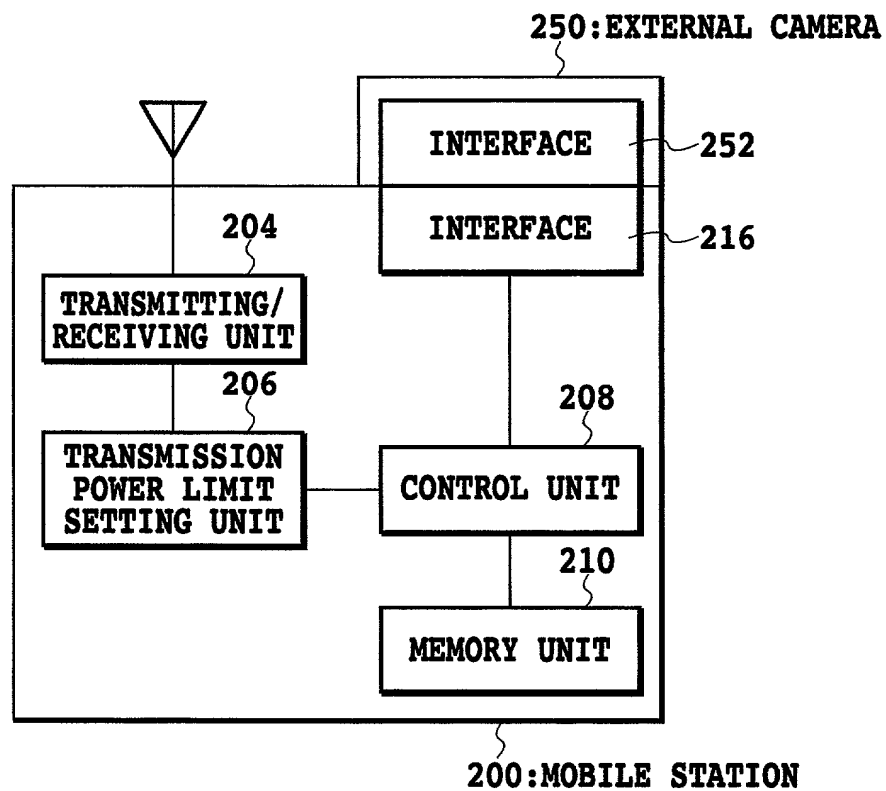 250:EXTERNAL CAMERA
INTERFACE
252
INTERFACE
216
204
TRANSMITTING/
RECEIVING UNIT
206
TRANSMISSION
POWER LIMIT
SETTING UNIT
208
CONTROL UNIT
210
MEMORY UNIT
200:MOBILE STATION